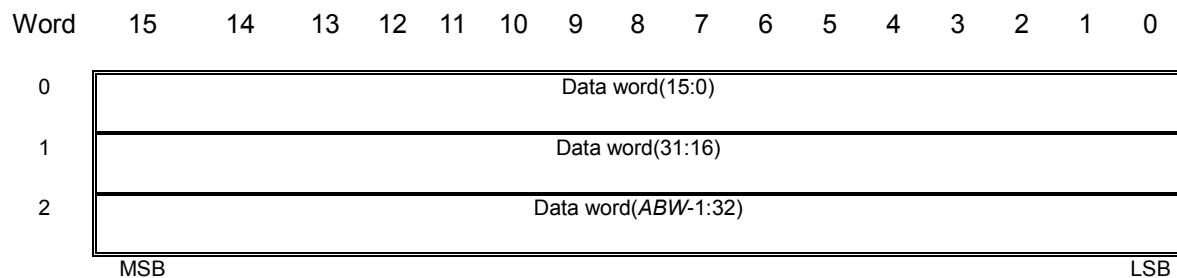 Word 15 14 13 12 11 10 9 8 7 6 5 4 3 2 1 0
0 Data word(15:0)
1 Data word(31:16)
2 Data word(ABW-1:32)
MSB LSB